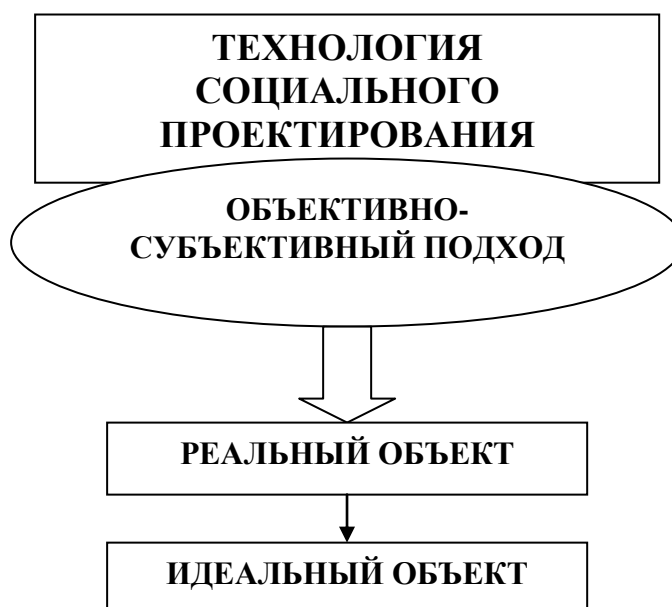 ТЕХНОЛОГИЯ
СОЦИАЛЬНОГО
ПРОЕКТИРОВАНИЯ
ОБЪЕКТИВНО-
СУБЪЕКТИВНЫЙ ПОДХОД
РЕАЛЬНЫЙ ОБЪЕКТ
ИДЕАЛЬНЫЙ ОБЪЕКТ